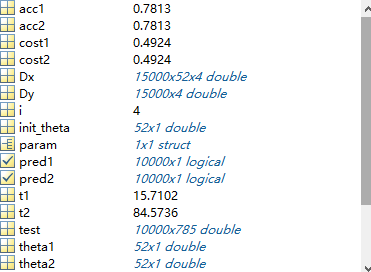 acc1 0.7813
acc2 0.7813
cost1 0.4924
cost2 0.4924
Dx 15000x52x4 double
Dy 15000x4 double
i 4
init_theta 52x1 double
param 1x1 struct
pred1 10000x1 logical
pred2 10000x1 logical
t1 15.7102
t2 84.5736
test 10000x785 double
theta1 52x1 double
theta2 52x1 double